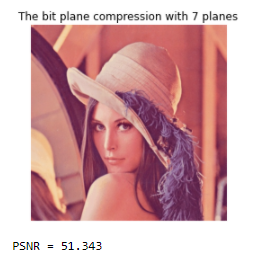 The bit plane compression with 7 planes
PSNR = 51.343